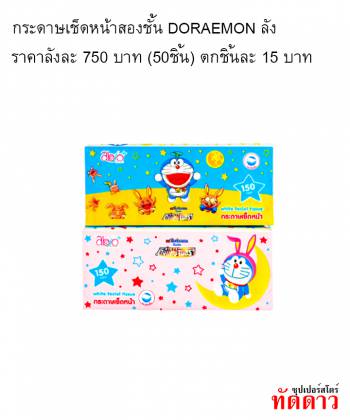 กระดาษเช็ดหน้าสองชั้น DORAEMON ลัง
ราคาลังละ 750 บาท (50ชิ้น) ตกชิ้นละ 15 บาท
150
white facial tissue
กระดาษเช็ดหน้า
150
white facial tissue
กระดาษเช็ดหน้า
ซุปเปอร์สโตร์
ทัดดาว